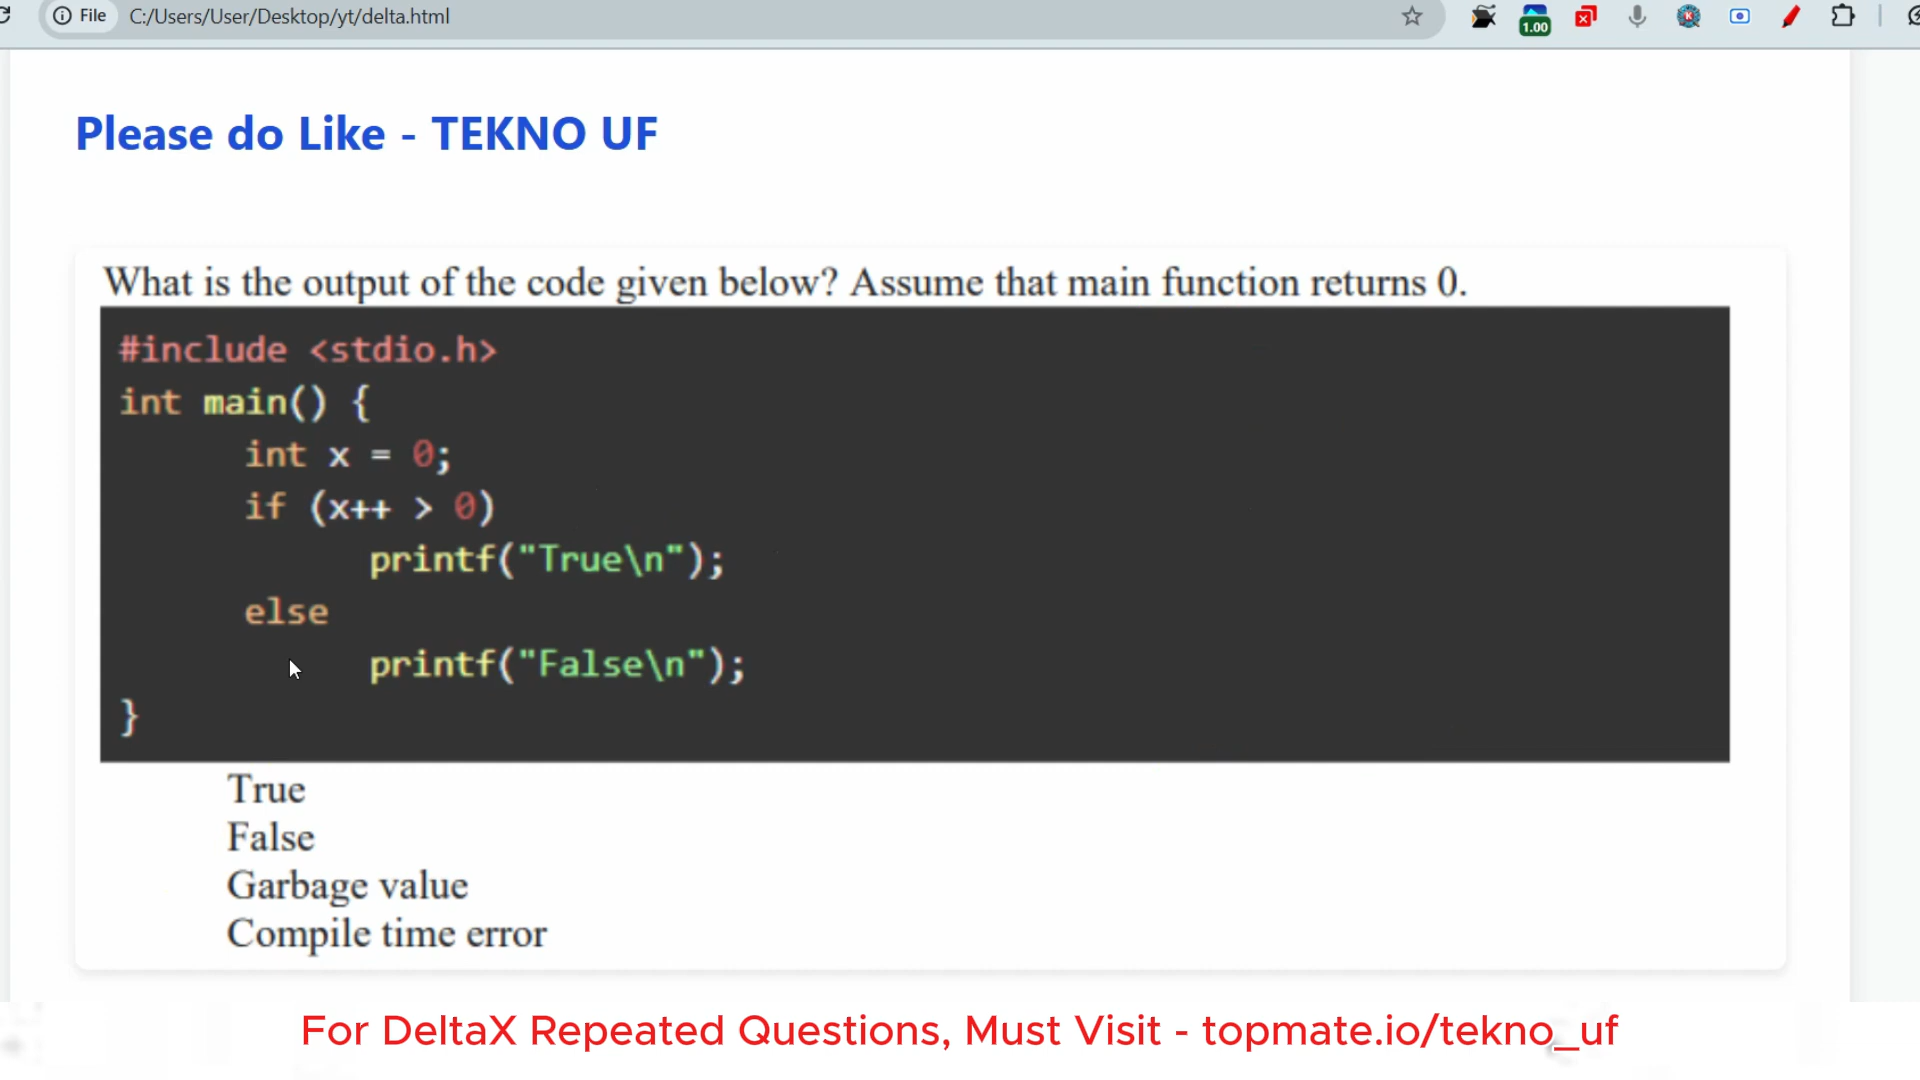 File C:/Users/User/Desktop/yt/delta.html
1.00
Please do Like - TEKNO UF
What is the output of the code given below? Assume that main function returns 0.
#include <stdio.h>
int main() {
int x = 0;
if (x++ > 0)
printf("True\n");
else
printf("False\n");
}
True
False
Garbage value
Compile time error
For DeltaX Repeated Questions, Must Visit - topmate.io/tekno_uf